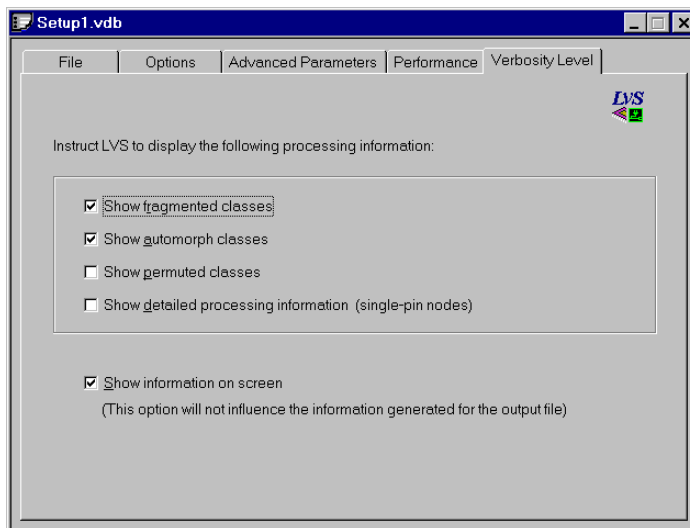 Setup1.vdb
File Options Advanced Parameters Performance Verbosity Level
LVS
Instruct LVS to display the following processing information:
Show fragmented classes
Show automorph classes
Show permuted classes
Show detailed processing information (single-pin nodes)
Show information on screen
(This option will not influence the information generated for the output file)